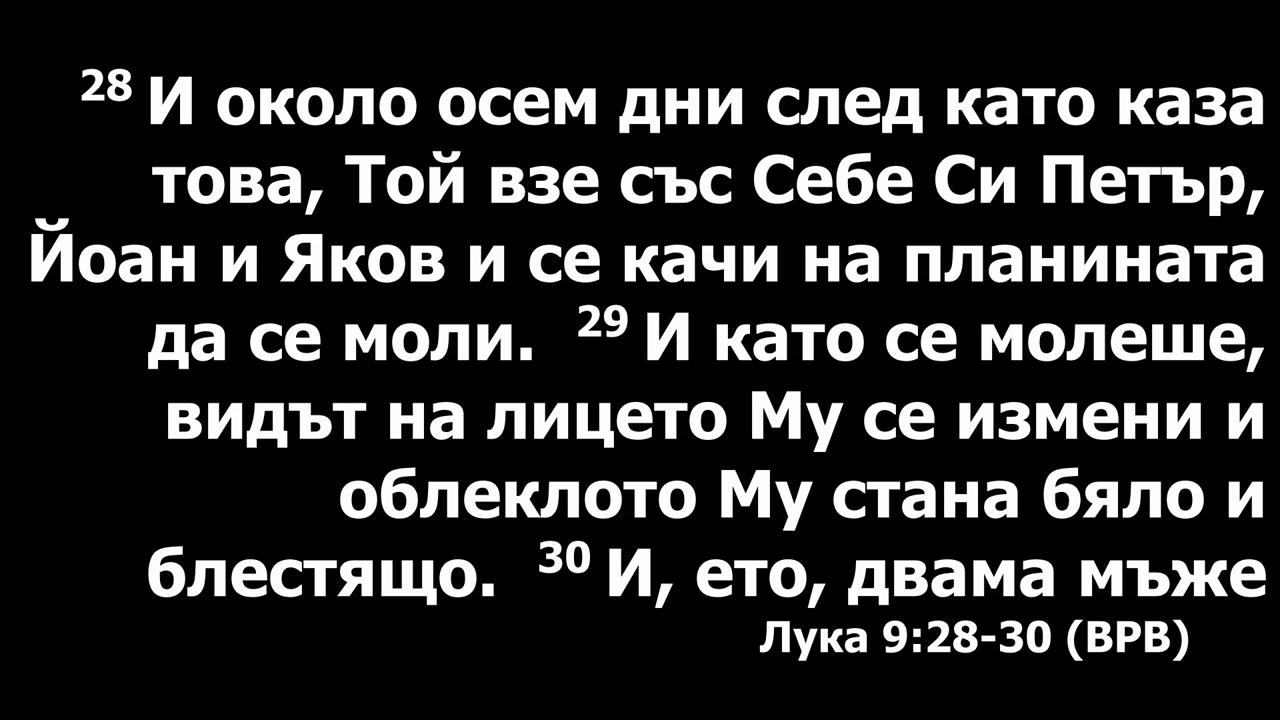 28 И около осем дни след като каза
това, Той взе със Себе Си Петър,
Йоан и Яков и се качи на планината
да се моли. 29 И като се молеше,
видът на лицето Му се измени и
облеклото Му стана бяло и
блестящо. 30 И, ето, двама мъже
Лука 9:28-30 (ВРВ)